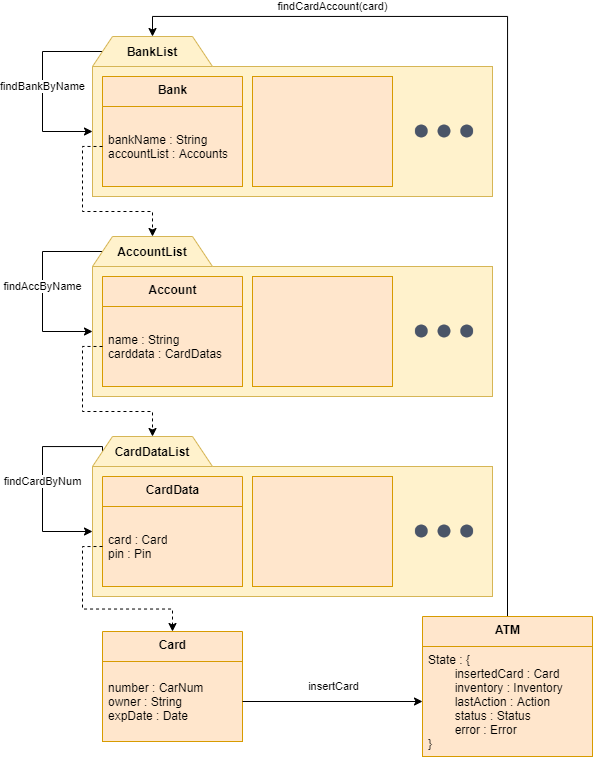 findCardAccount(card)
BankList
findBankByName
Bank
bankName : String
accountList : Accounts
AccountList
findAccByName
Account
name : String
carddata : CardDatas
CardDataList
findCardByNum
CardData
card : Card
pin : Pin
Card
number : CarNum
owner : String
expDate : Date
insertCard
ATM
State : {
insertedCard : Card
inventory : Inventory
lastAction : Action
status : Status
error : Error
}